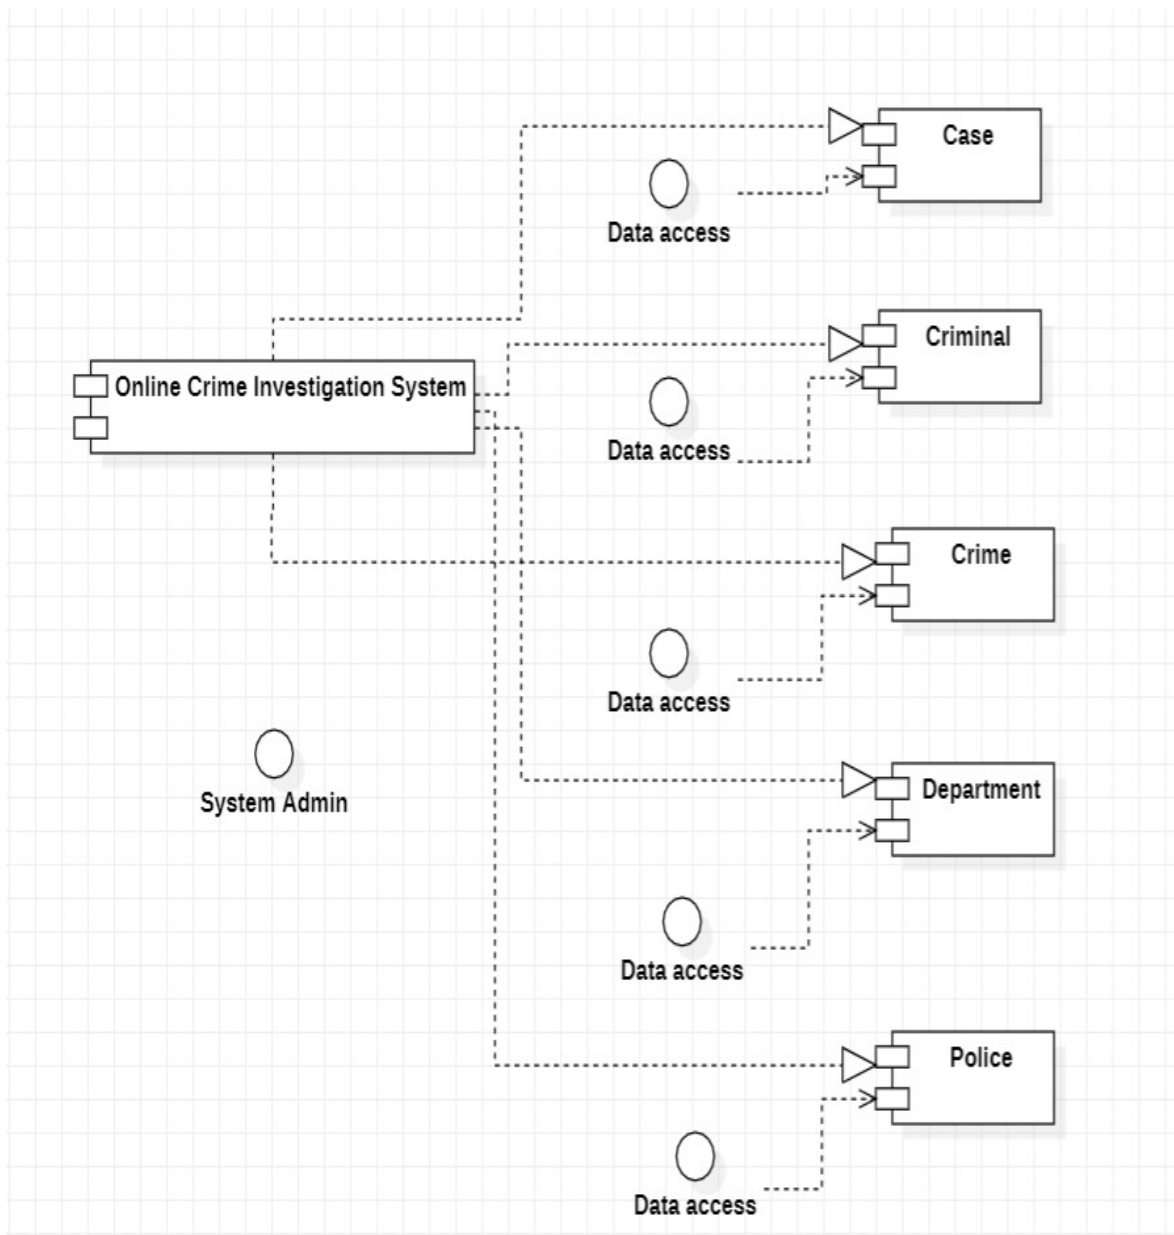 Case
Data access
Criminal
Online Crime Investigation System
Data access
Crime
Data access
Department
System Admin
Data access
Police
Data access